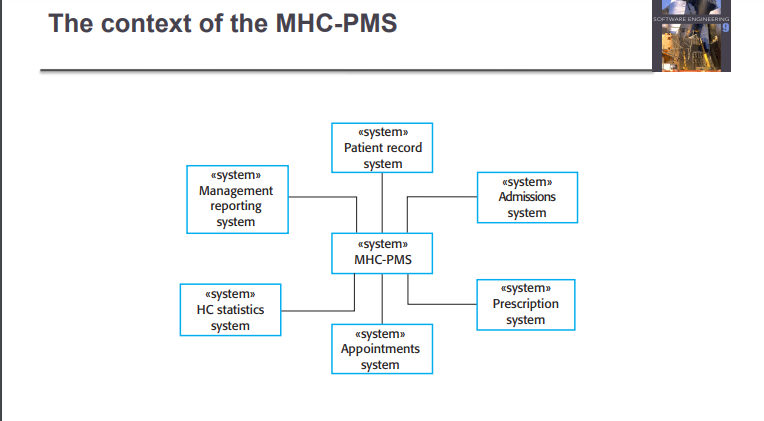 The context of the MHC-PMS
SOFTWARE ENGINEERING
9
«system»
Patient record
system
«system»
Management
reporting
system
«system»
Admissions
system
«system»
MHC-PMS
«system»
HC statistics
system
«system»
Prescription
system
«system»
Appointments
system